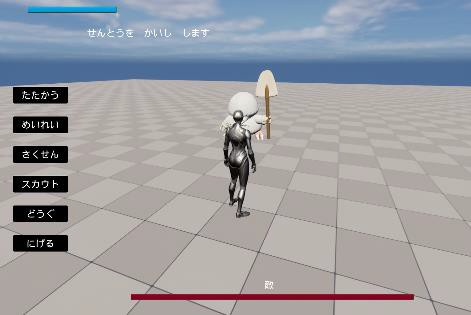 せんとうを　かいし　します
たたかう
めいれい
さくせん
スカウト
どうぐ
にげる
敵